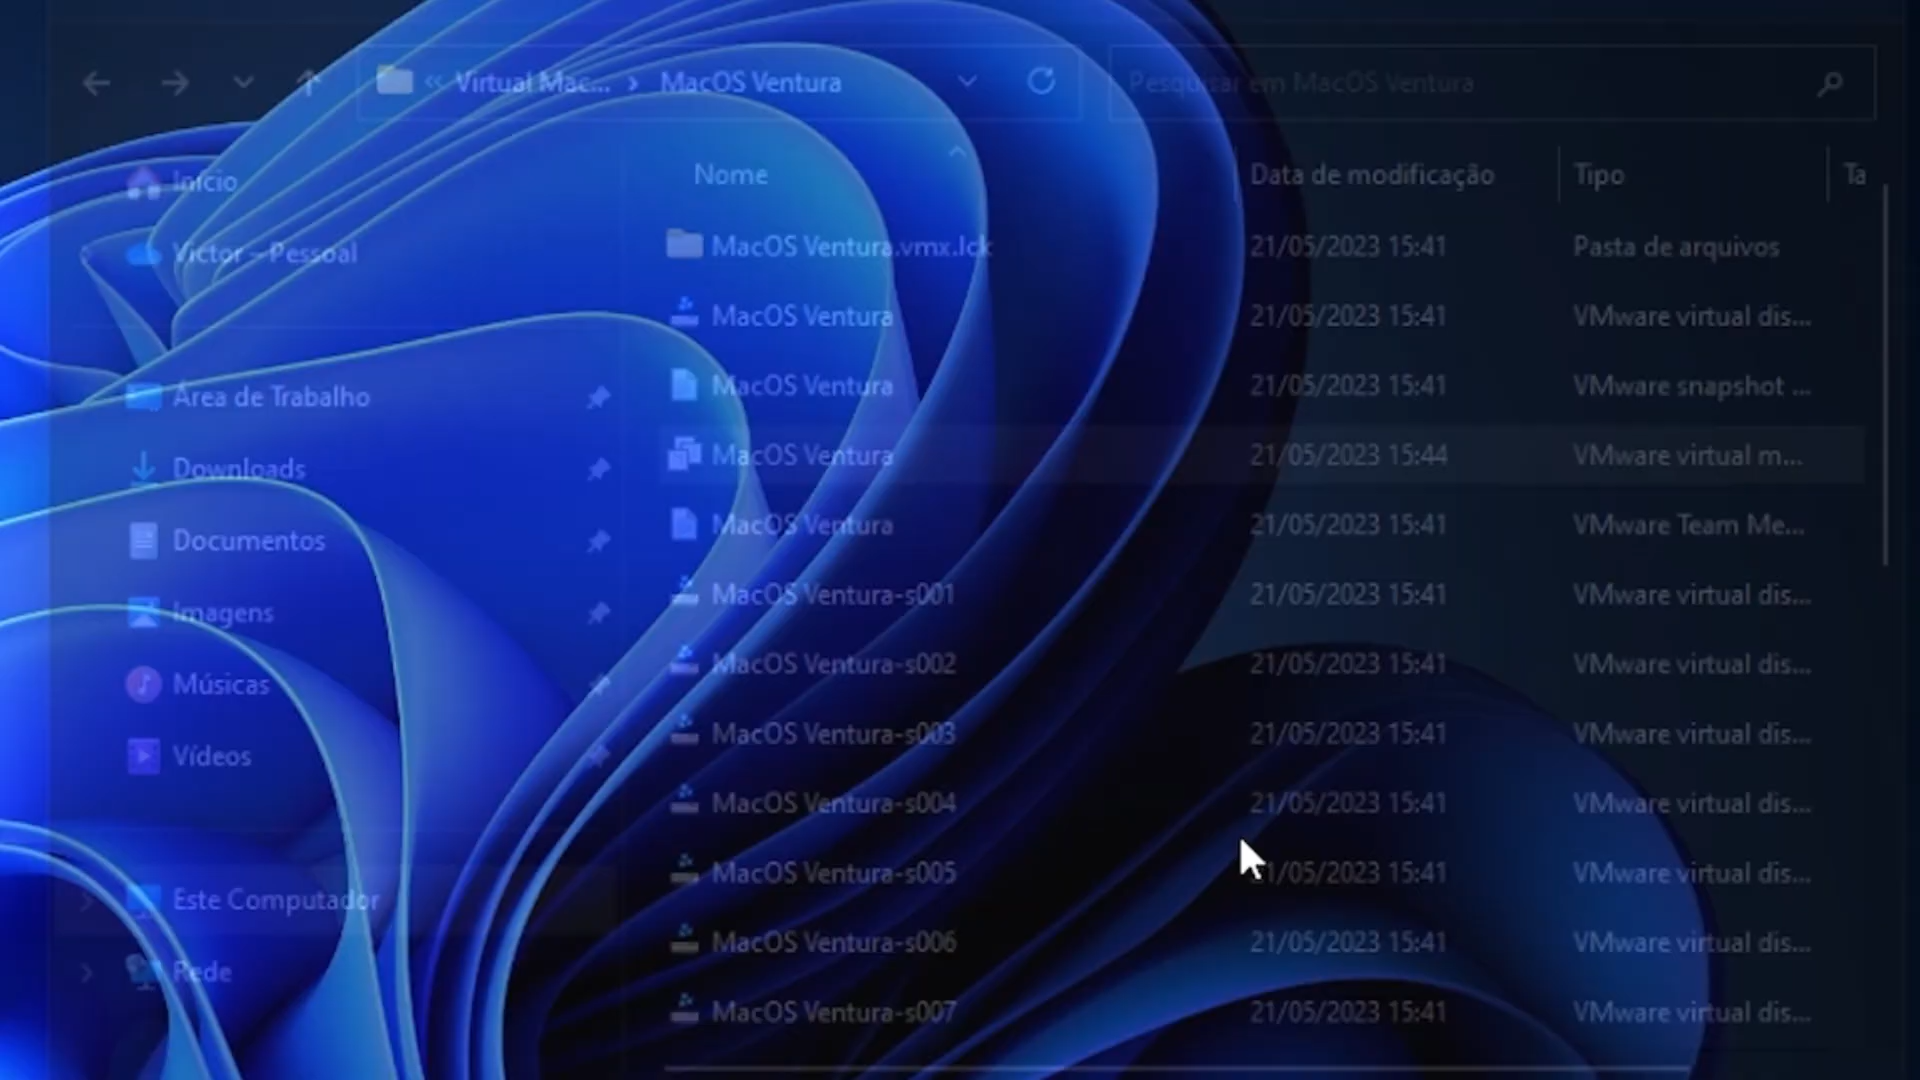 « Virtual Mac... › MacOS Ventura
Pesquisar em MacOS Ventura
Início
Victor – Pessoal
Área de Trabalho
Downloads
Documentos
Imagens
Músicas
Vídeos
Este Computador
Rede
Nome Data de modificação Tipo Ta
MacOS Ventura.vmx.lck 21/05/2023 15:41 Pasta de arquivos
MacOS Ventura 21/05/2023 15:41 VMware virtual dis...
MacOS Ventura 21/05/2023 15:41 VMware snapshot ...
MacOS Ventura 21/05/2023 15:44 VMware virtual m...
MacOS Ventura 21/05/2023 15:41 VMware Team Me...
MacOS Ventura-s001 21/05/2023 15:41 VMware virtual dis...
MacOS Ventura-s002 21/05/2023 15:41 VMware virtual dis...
MacOS Ventura-s003 21/05/2023 15:41 VMware virtual dis...
MacOS Ventura-s004 21/05/2023 15:41 VMware virtual dis...
MacOS Ventura-s005 21/05/2023 15:41 VMware virtual dis...
MacOS Ventura-s006 21/05/2023 15:41 VMware virtual dis...
MacOS Ventura-s007 21/05/2023 15:41 VMware virtual dis...